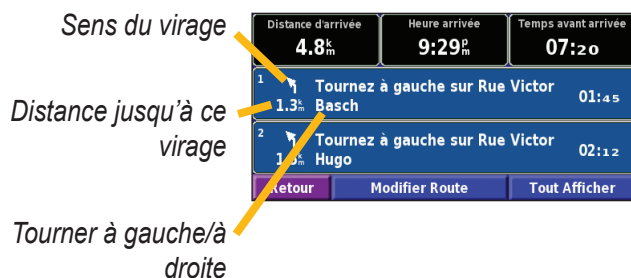 Sens du virage
Distance jusqu'à ce
virage
Tourner à gauche/à
droite
Distance d'arrivée
Heure arrivée
Temps avant arrivée
4.8km
9:29pm
07:20
1
Tournez à gauche sur Rue Victor
1.3km Basch
01:45
2
Tournez à gauche sur Rue Victor
Hugo
02:12
Retour
Modifier Route
Tout Afficher